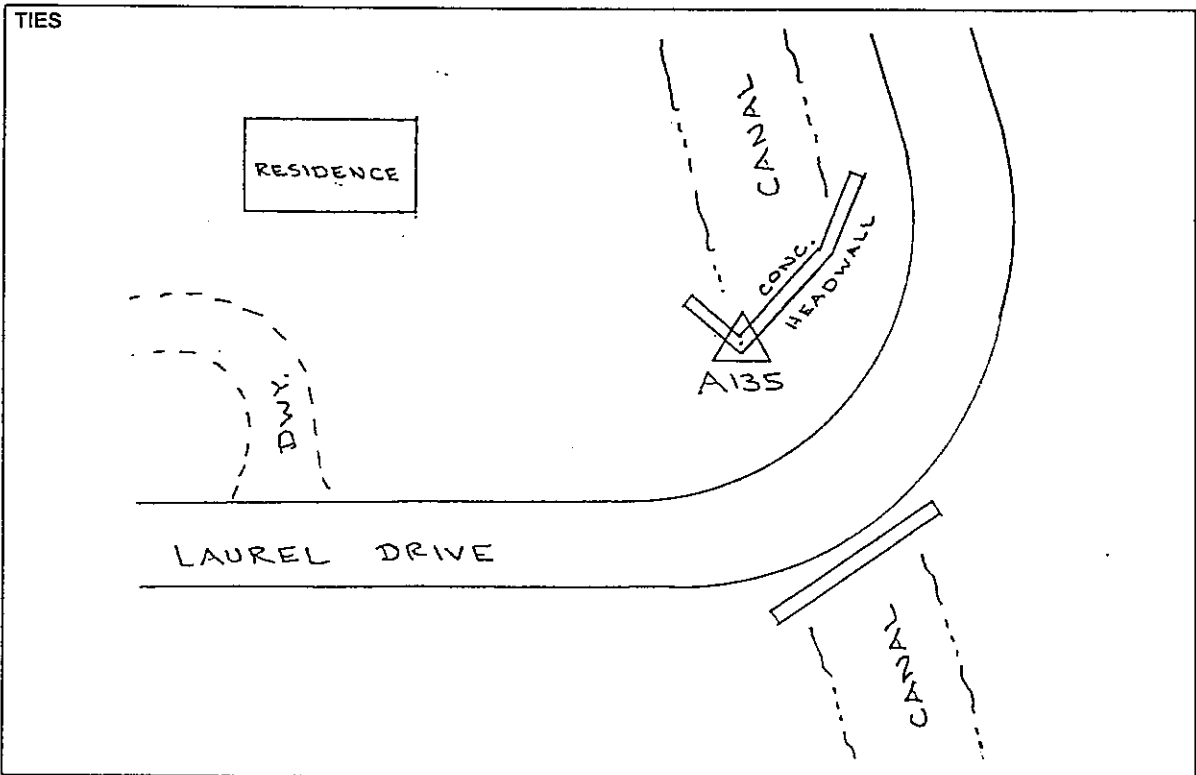 TIES
CANAL
RESIDENCE
CONC.
HEADWALL
A135
DWY.
LAUREL DRIVE
CANAL